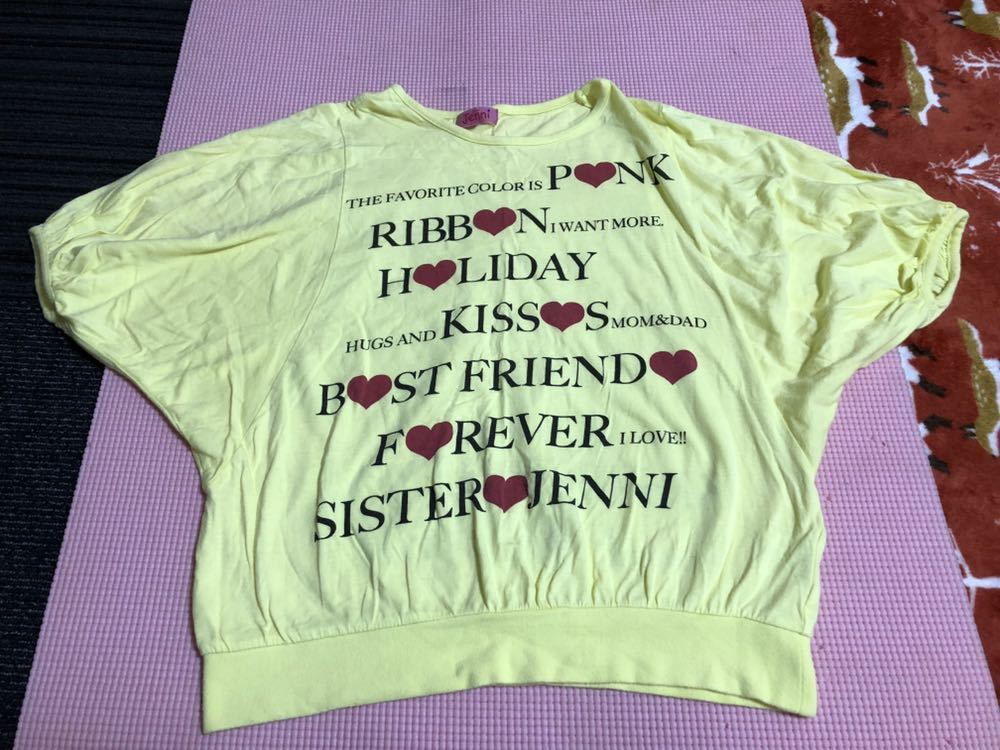 Jenni
THE FAVORITE COLOR IS P♥NK
RIBB♥N I WANT MORE.
H♥LIDAY
HUGS AND KISS♥S MOM&DAD
B♥ST FRIEND♥
F♥REVER I LOVE!!
SISTER♥JENNI